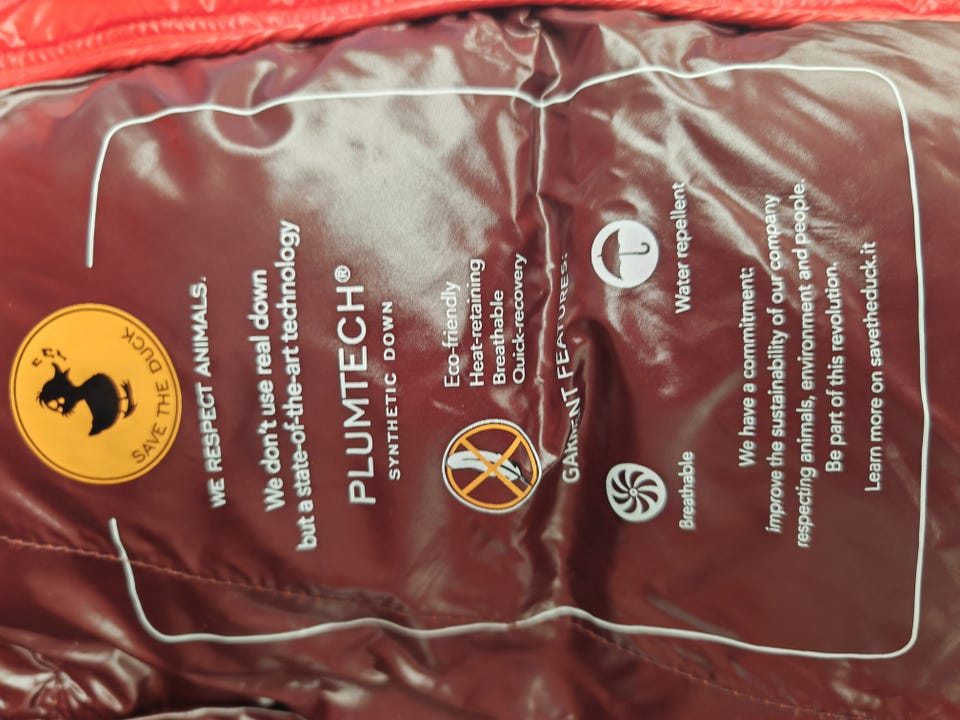 SAVE THE DUCK
WE RESPECT ANIMALS.
We don't use real down
but a state-of-the-art technology
PLUMTECH®
SYNTHETIC DOWN
Eco-friendly
Heat-retaining
Breathable
Quick-recovery
GARMENT FEATURES:
Breathable
Water repellent
We have a commitment:
improve the sustainability of our company
respecting animals, environment and people.
Be part of this revolution.
Learn more on savetheduck.it